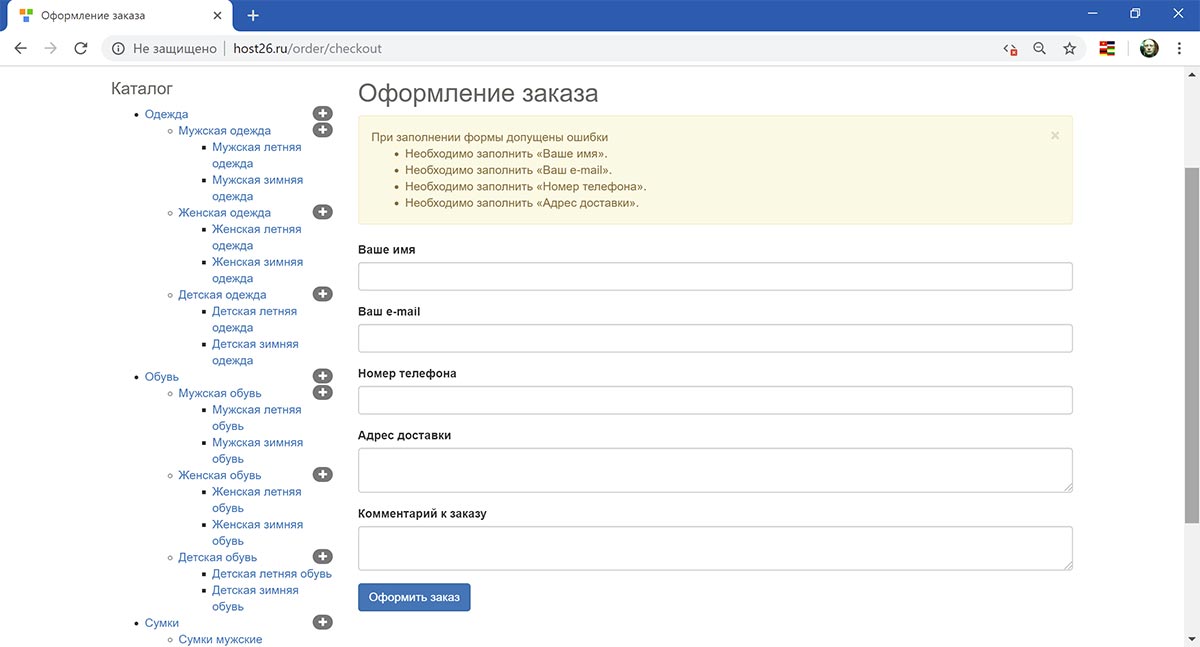 Оформление заказа
Не защищено
host26.ru/order/checkout
Каталог
Одежда
Мужская одежда
Мужская летняя
одежда
Мужская зимняя
одежда
Женская одежда
Женская летняя
одежда
Женская зимняя
одежда
Детская одежда
Детская летняя
одежда
Детская зимняя
одежда
Обувь
Мужская обувь
Мужская летняя
обувь
Мужская зимняя
обувь
Женская обувь
Женская летняя
обувь
Женская зимняя
обувь
Детская обувь
Детская летняя обувь
Детская зимняя
обувь
Сумки
Сумки мужские
Оформление заказа
При заполнении формы допущены ошибки
Необходимо заполнить «Ваше имя».
Необходимо заполнить «Ваш e-mail».
Необходимо заполнить «Номер телефона».
Необходимо заполнить «Адрес доставки».
Ваше имя
Ваш e-mail
Номер телефона
Адрес доставки
Комментарий к заказу
Оформить заказ